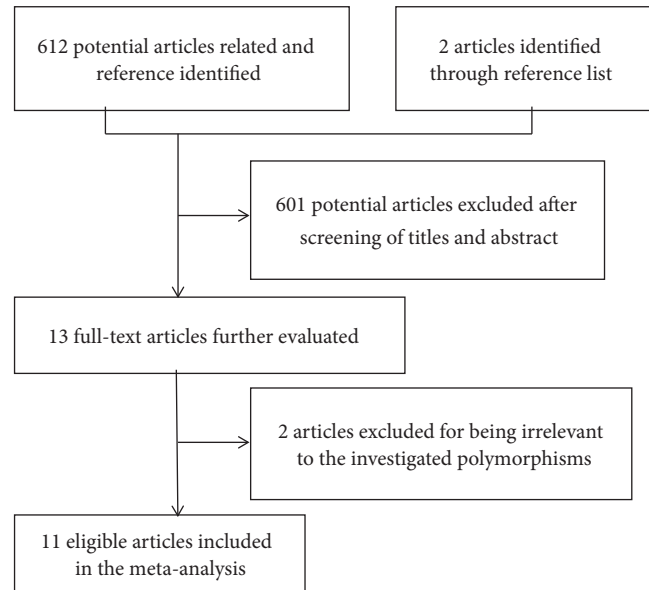 612 potential articles related and
reference identified
2 articles identified
through reference list
601 potential articles excluded after
screening of titles and abstract
13 full-text articles further evaluated
2 articles excluded for being irrelevant
to the investigated polymorphisms
11 eligible articles included
in the meta-analysis